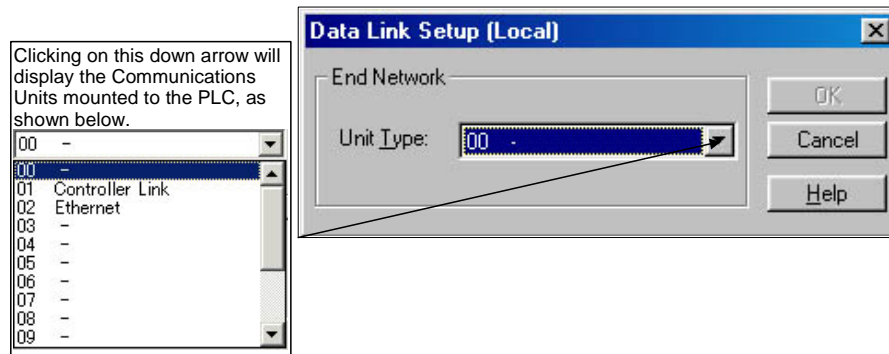 Clicking on this down arrow will
display the Communications
Units mounted to the PLC, as
shown below.
00 –
00 –
01 Controller Link
02 Ethernet
03 –
04 –
05 –
06 –
07 –
08 –
09 –
Data Link Setup (Local)
End Network
Unit Type:
00 -
OK
Cancel
Help